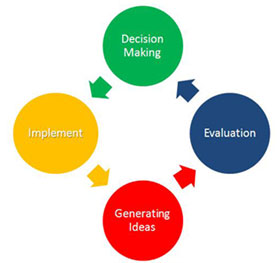 Decision
Making
Implement
Evaluation
Generating
Ideas